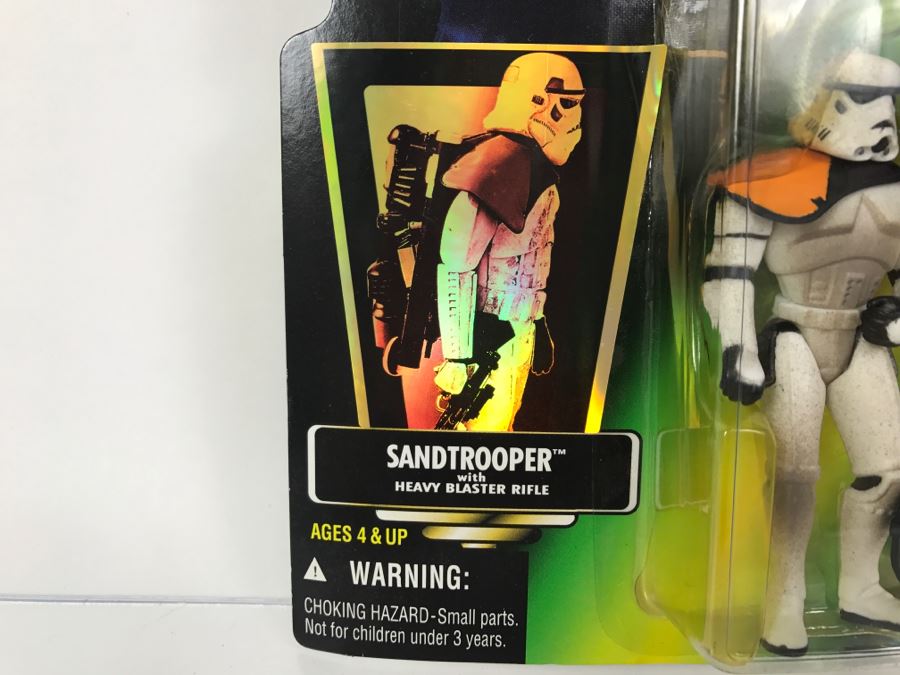 SANDTROOPER™
with
HEAVY BLASTER RIFLE
AGES 4 & UP
WARNING:
CHOKING HAZARD-Small parts.
Not for children under 3 years.